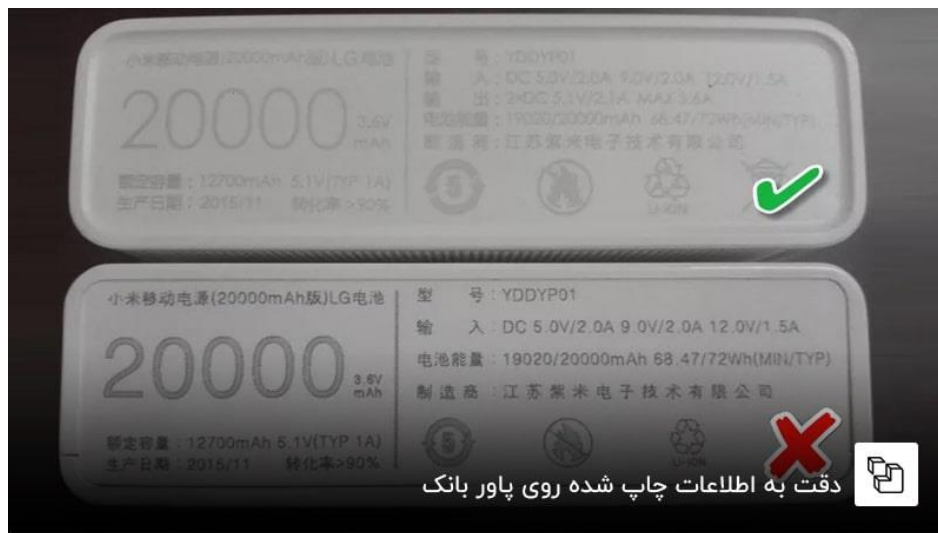 小米移动电源(20000mAh版)LG电池
20000 3.6V mAh
额定容量：12700mAh 5.1V(TYP 1A)
生产日期：2015/11 转化率>90%
型 号：YDDYP01
输 入：DC 5.0V/2.0A 9.0V/2.0A 12.0V/1.5A
输 出：2×DC 5.1V/2.1A MAX 3.6A
电池能量：19020/20000mAh 68.47/72Wh(MIN/TYP)
制 造 商：江苏紫米电子技术有限公司
5
LI-ION
小米移动电源(20000mAh版)LG电池
20000 3.6V mAh
额定容量：12700mAh 5.1V(TYP 1A)
生产日期：2015/11 转化率>90%
型 号：YDDYP01
输 入：DC 5.0V/2.0A 9.0V/2.0A 12.0V/1.5A
电池能量：19020/20000mAh 68.47/72Wh(MIN/TYP)
制 造 商：江苏紫米电子技术有限公司
5
LI-ION
دقت به اطلاعات چاپ شده روی پاور بانک